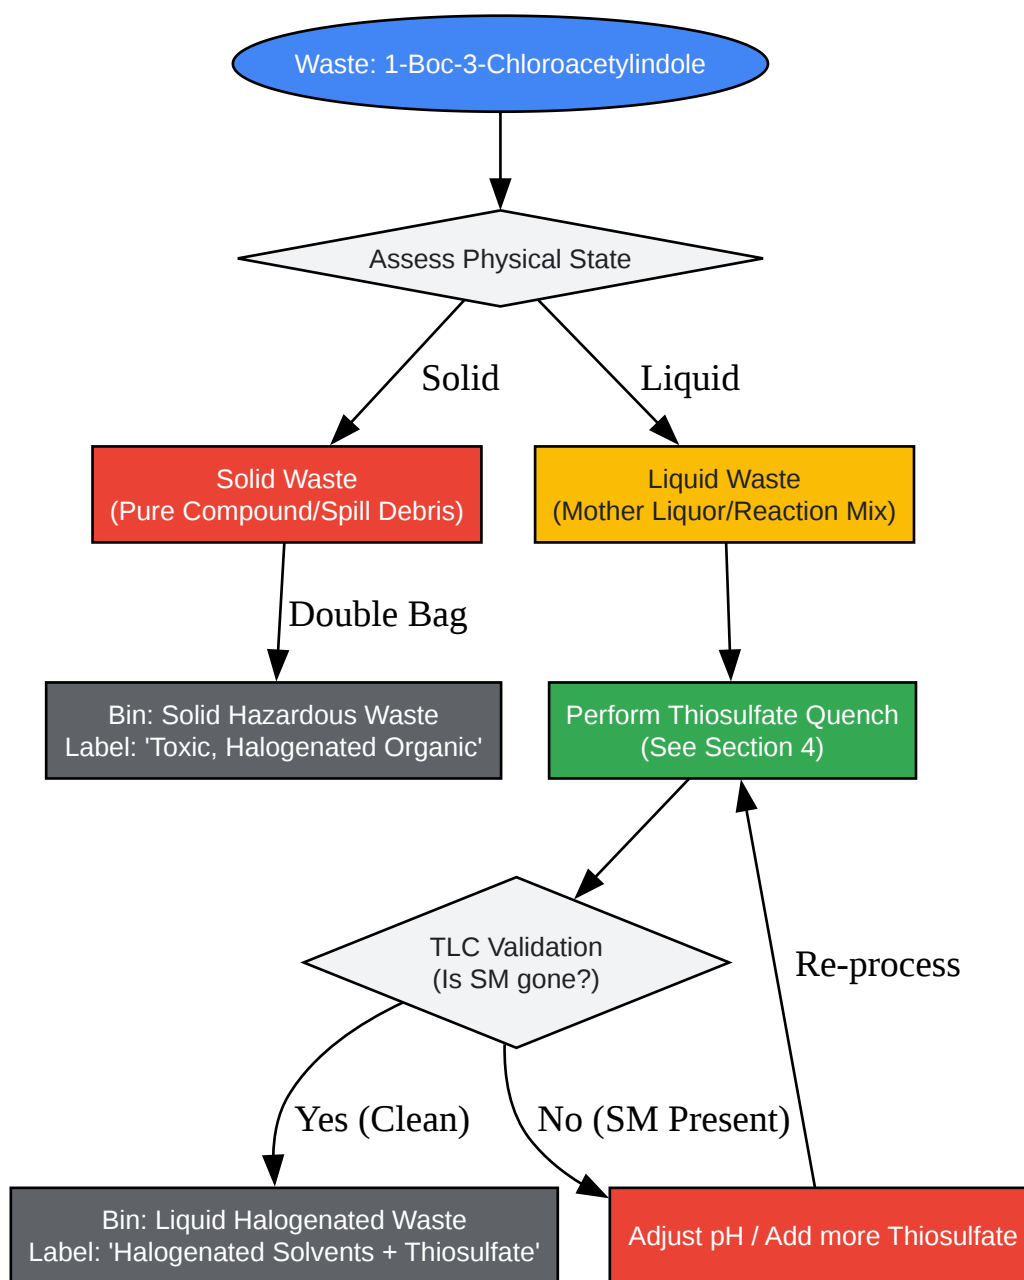 Waste: 1-Boc-3-Chloroacetylindole
Assess Physical State
Solid
Liquid
Solid Waste
(Pure Compound/Spill Debris)
Liquid Waste
(Mother Liquor/Reaction Mix)
Double Bag
Bin: Solid Hazardous Waste
Label: 'Toxic, Halogenated Organic'
Perform Thiosulfate Quench
(See Section 4)
TLC Validation
(Is SM gone?)
Re-process
Yes (Clean)
No (SM Present)
Bin: Liquid Halogenated Waste
Label: 'Halogenated Solvents + Thiosulfate'
Adjust pH / Add more Thiosulfate